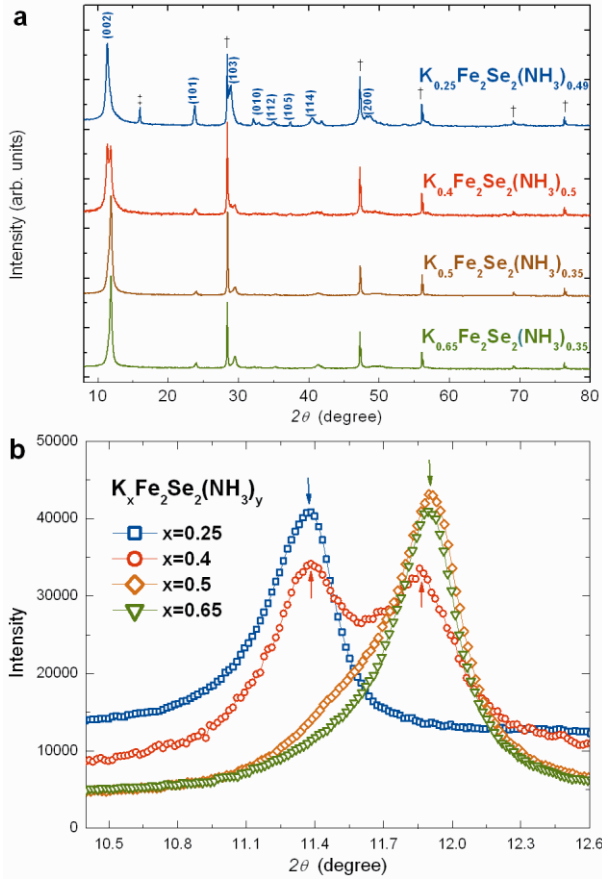 a
Intensity (arb. units)
(002)
‡
(101)
†
(103)
(010)
(112)
(105)
(114)
†
(200)
†
†
†
K0.25Fe2Se2(NH3)0.49
K0.4Fe2Se2(NH3)0.5
K0.5Fe2Se2(NH3)0.35
K0.65Fe2Se2(NH3)0.35
10 20 30 40 50 60 70 80
2θ (degree)
b
50000
40000
30000
20000
10000
0
Intensity
KxFe2Se2(NH3)y
x=0.25
x=0.4
x=0.5
x=0.65
10.5 10.8 11.1 11.4 11.7 12.0 12.3 12.6
2θ (degree)